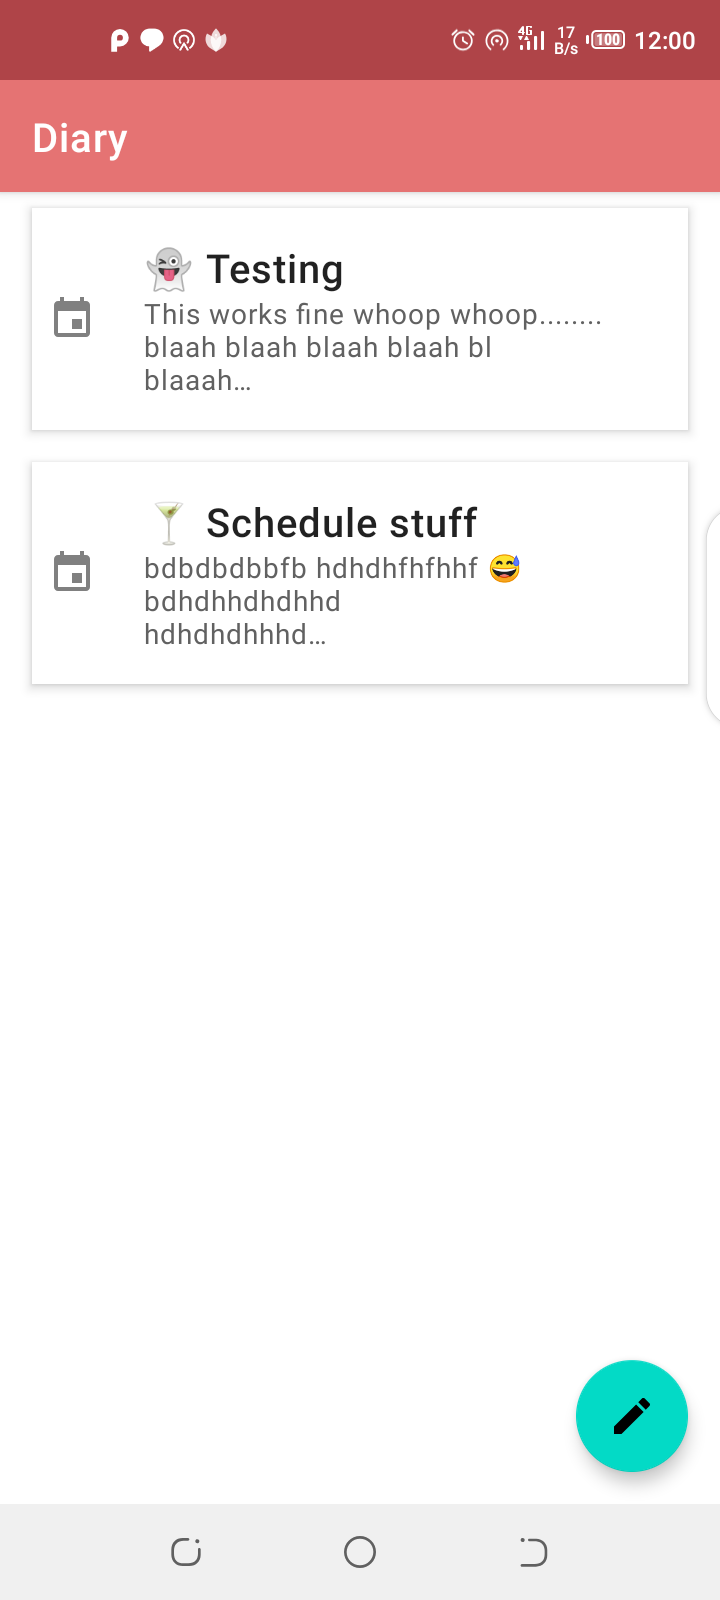 4G 17 B/s 100 12:00
Diary
👻 Testing
This works fine whoop whoop........
blaah blaah blaah blaah bl
blaaah...
🍸 Schedule stuff
bdbdbdbbfb hdhdhfhfhhf 😅
bdhdhhdhdhhd
hdhdhdhhhd...